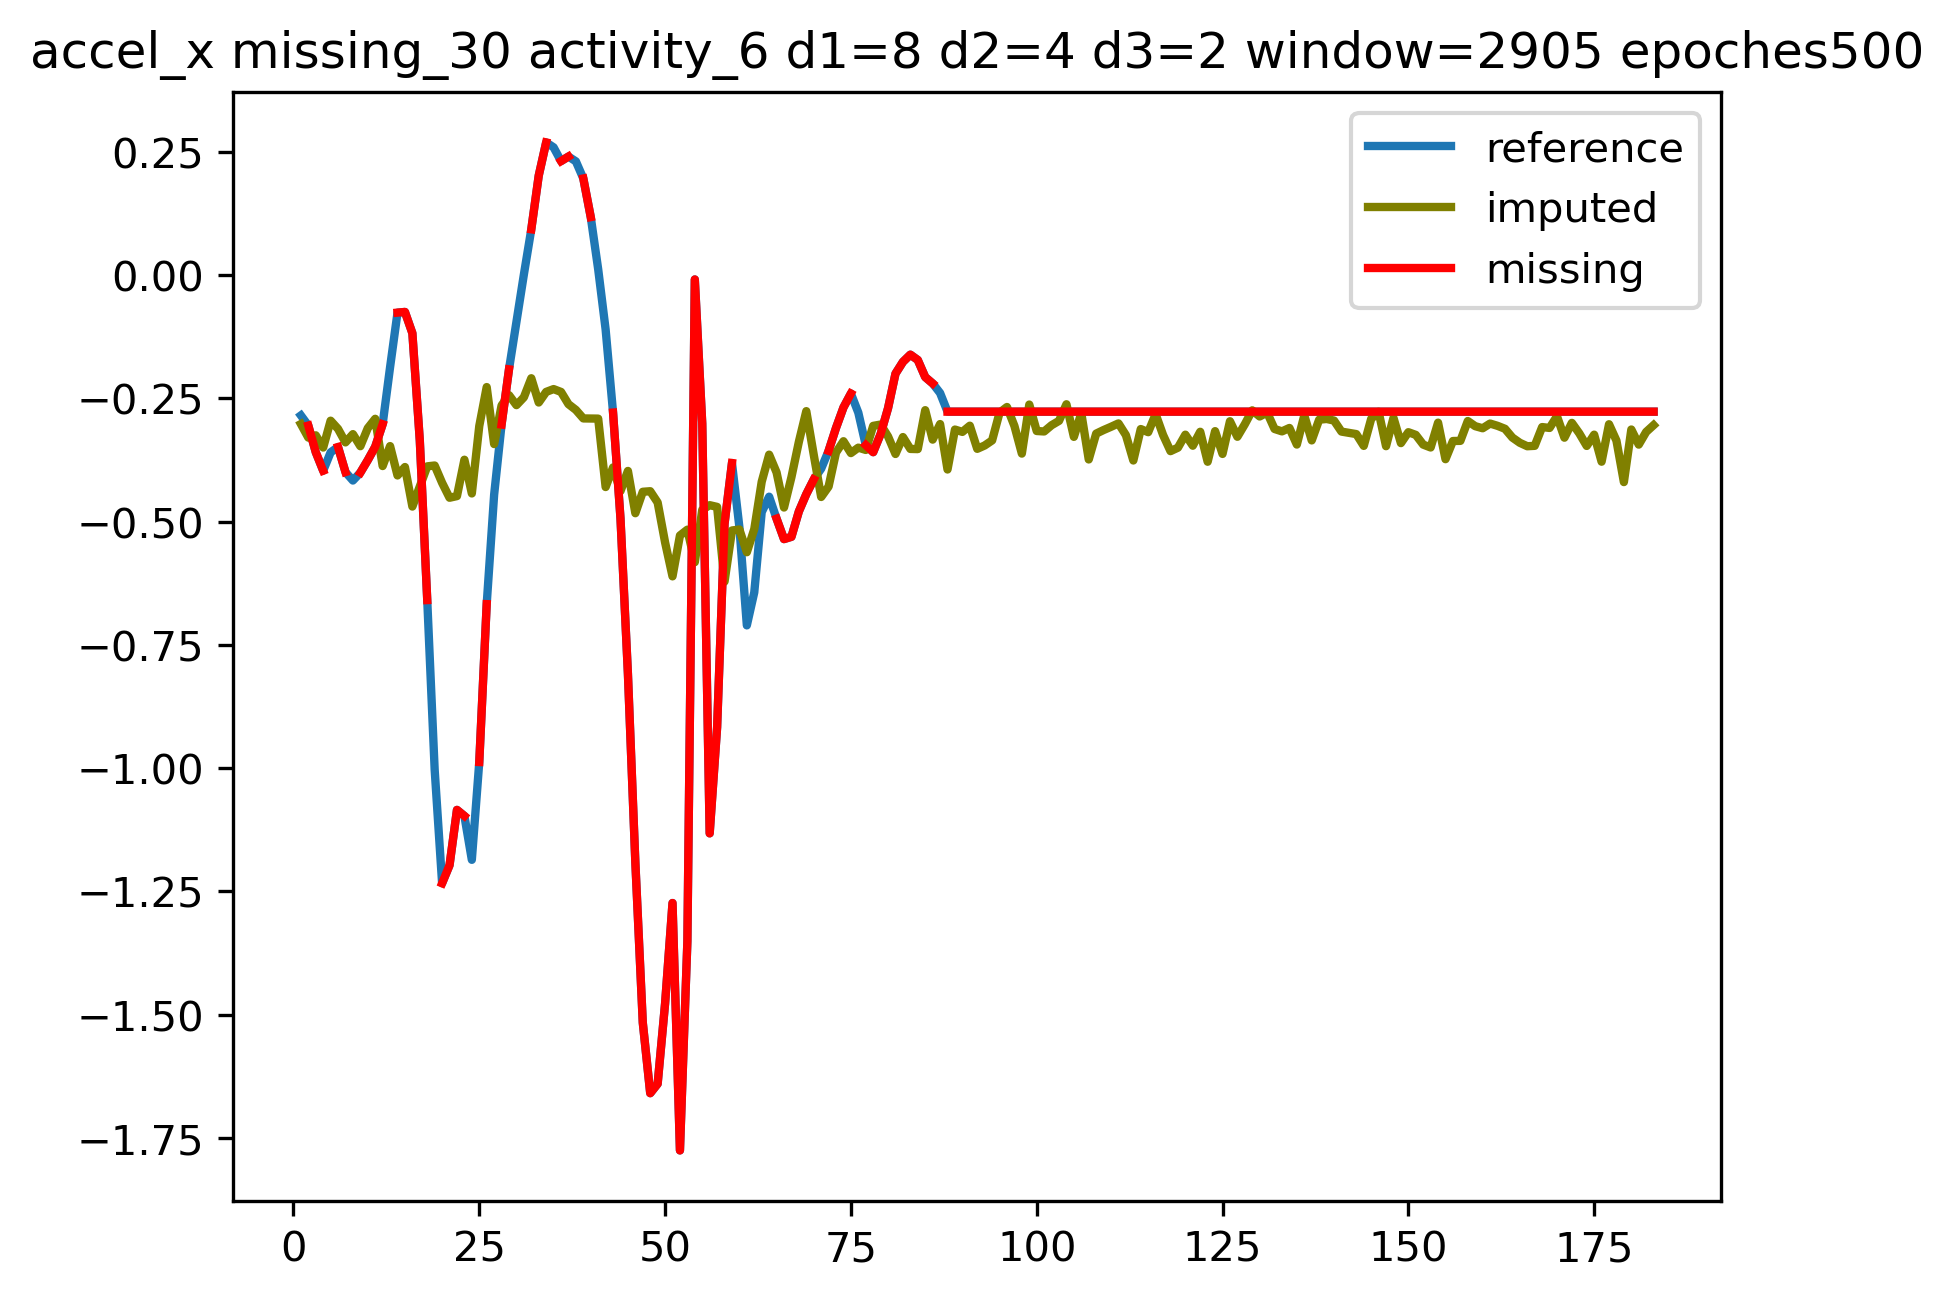 accel_x missing_30 activity_6 d1=8 d2=4 d3=2 window=2905 epoches500
reference
imputed
missing
0.25
0.00
−0.25
−0.50
−0.75
−1.00
−1.25
−1.50
−1.75
0 25 50 75 100 125 150 175